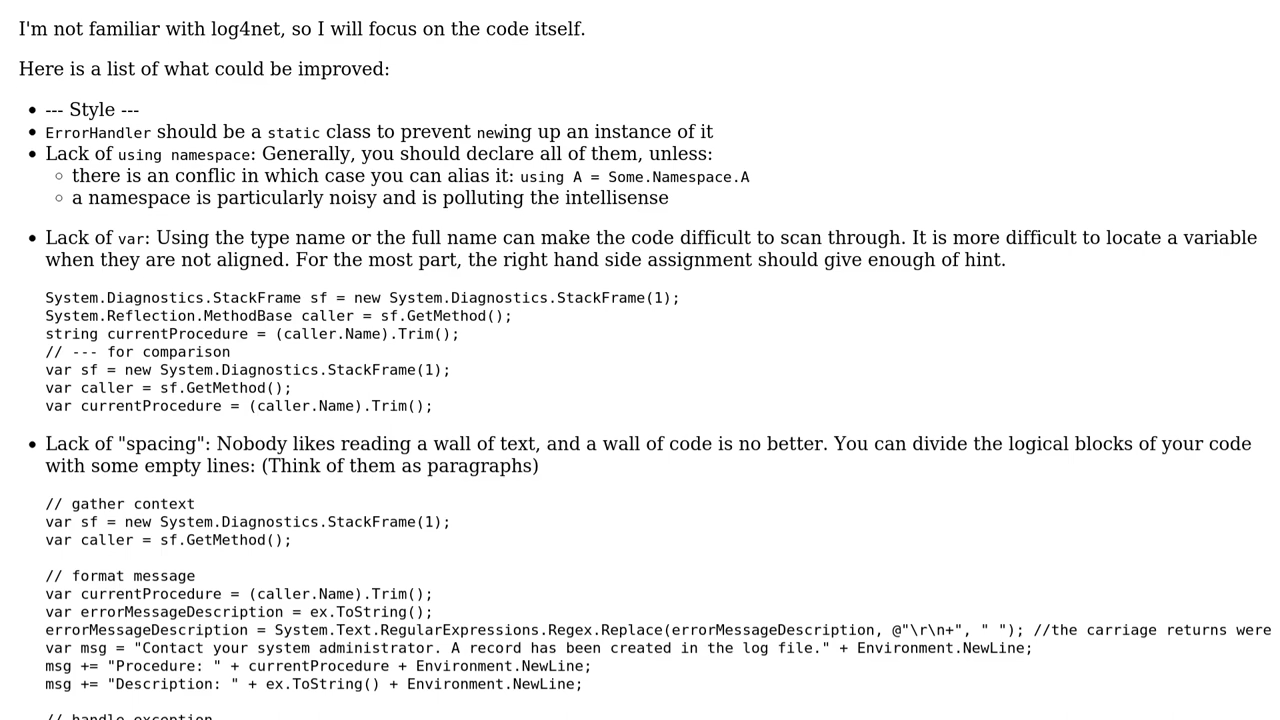 I'm not familiar with log4net, so I will focus on the code itself.
Here is a list of what could be improved:
--- Style ---
ErrorHandler should be a static class to prevent newing up an instance of it
Lack of using namespace: Generally, you should declare all of them, unless:
there is an conflic in which case you can alias it: using A = Some.Namespace.A
a namespace is particularly noisy and is polluting the intellisense
Lack of var: Using the type name or the full name can make the code difficult to scan through. It is more difficult to locate a variable
when they are not aligned. For the most part, the right hand side assignment should give enough of hint.
System.Diagnostics.StackFrame sf = new System.Diagnostics.StackFrame(1);
System.Reflection.MethodBase caller = sf.GetMethod();
string currentProcedure = (caller.Name).Trim();
// --- for comparison
var sf = new System.Diagnostics.StackFrame(1);
var caller = sf.GetMethod();
var currentProcedure = (caller.Name).Trim();
Lack of "spacing": Nobody likes reading a wall of text, and a wall of code is no better. You can divide the logical blocks of your code
with some empty lines: (Think of them as paragraphs)
// gather context
var sf = new System.Diagnostics.StackFrame(1);
var caller = sf.GetMethod();
// format message
var currentProcedure = (caller.Name).Trim();
var errorMessageDescription = ex.ToString();
errorMessageDescription = System.Text.RegularExpressions.Regex.Replace(errorMessageDescription, @"\r\n+", " "); //the carriage returns were
var msg = "Contact your system administrator. A record has been created in the log file." + Environment.NewLine;
msg += "Procedure: " + currentProcedure + Environment.NewLine;
msg += "Description: " + ex.ToString() + Environment.NewLine;
// handle exception